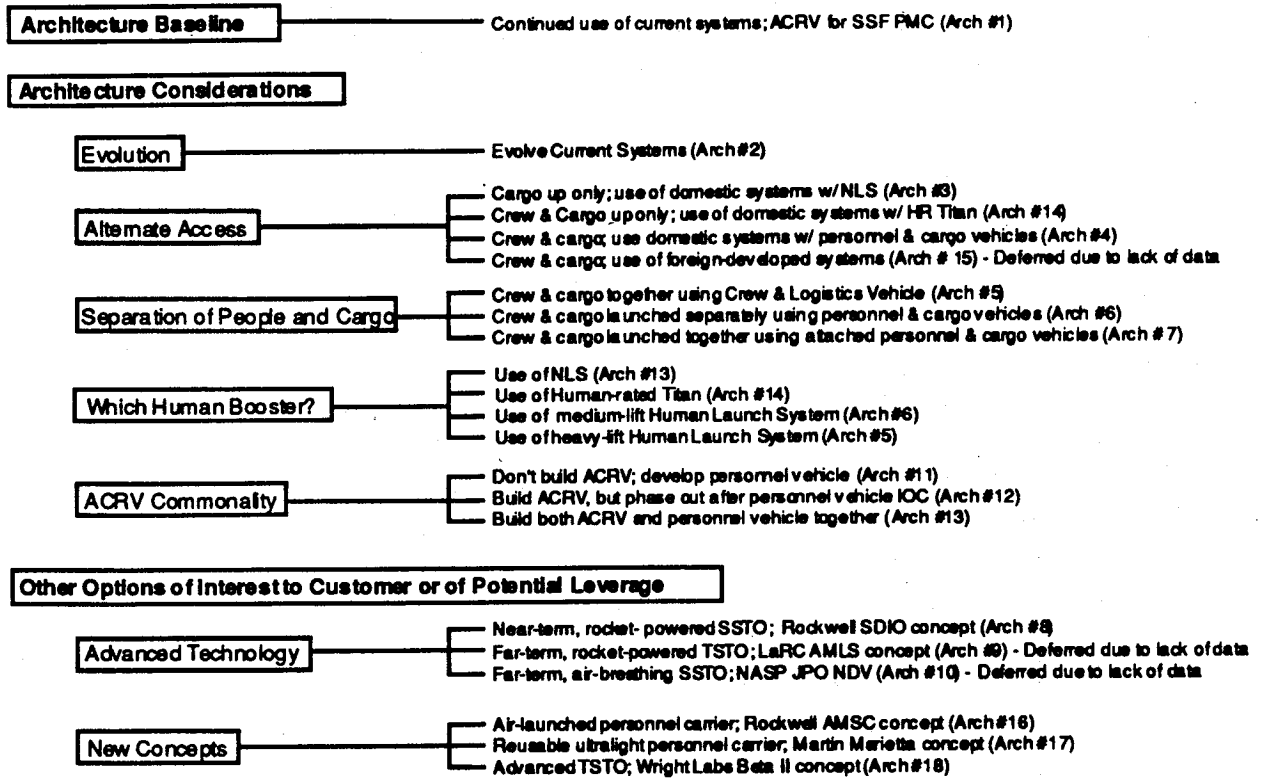 Architecture Baseline
Continued use of current systems; ACRV for SSF PMC (Arch #1)
Architecture Considerations
Evolution
Evolve Current Systems (Arch #2)
Alternate Access
Cargo up only; use of domestic systems w/ NLS (Arch #3)
Crew & Cargo up only; use of domestic systems w/ HR Titan (Arch #14)
Crew & cargo; use domestic systems w/ personnel & cargo vehicles (Arch #4)
Crew & cargo; use of foreign-developed systems (Arch # 15) - Deferred due to lack of data
Separation of People and Cargo
Crew & cargo together using Crew & Logistics Vehicle (Arch #5)
Crew & cargo launched separately using personnel & cargo vehicles (Arch #6)
Crew & cargo launched together using attached personnel & cargo vehicles (Arch # 7)
Which Human Booster?
Use of NLS (Arch #13)
Use of Human-rated Titan (Arch #14)
Use of medium-lift Human Launch System (Arch #6)
Use of heavy-lift Human Launch System (Arch #5)
ACRV Commonality
Don't build ACRV; develop personnel vehicle (Arch #11)
Build ACRV, but phase out after personnel vehicle IOC (Arch #12)
Build both ACRV and personnel vehicle together (Arch #13)
Other Options of Interest to Customer or of Potential Leverage
Advanced Technology
Near-term, rocket- powered SSTO; Rockwell SDIO concept (Arch #8)
Far-term, rocket-powered TSTO; LaRC AMLS concept (Arch #9) - Deferred due to lack of data
Far-term, air-breathing SSTO; NASP JPO NDV (Arch #10) - Deferred due to lack of data
New Concepts
Air-launched personnel carrier; Rockwell AMSC concept (Arch #16)
Reusable ultralight personnel carrier; Martin Marietta concept (Arch #17)
Advanced TSTO; Wright Labs Beta II concept (Arch #18)